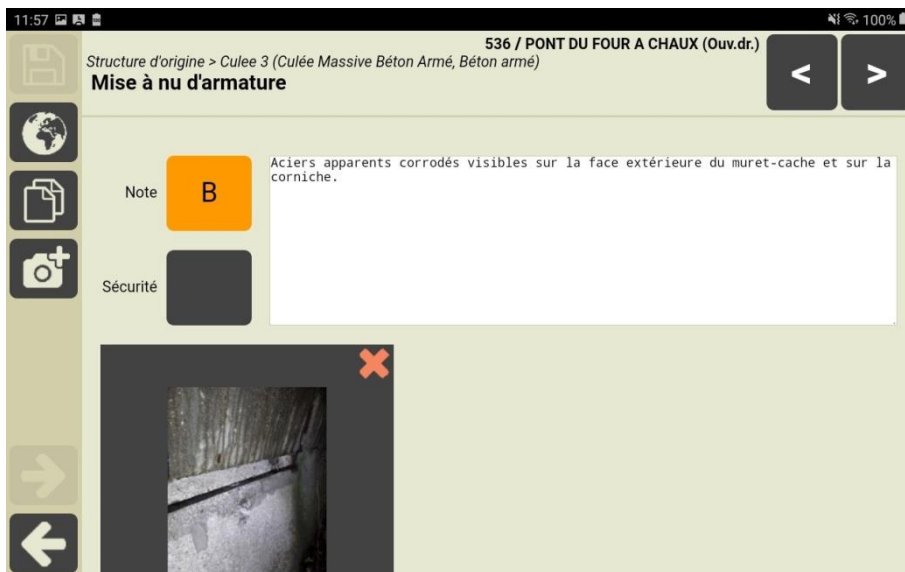 11:57 100%
536 / PONT DU FOUR A CHAUX (Ouv.dr.)
Structure d'origine > Culee 3 (Culée Massive Béton Armé, Béton armé)
Mise à nu d'armature
< >
Note B
Aciers apparents corrodés visibles sur la face extérieure du muret-cache et sur la
corniche.
Sécurité